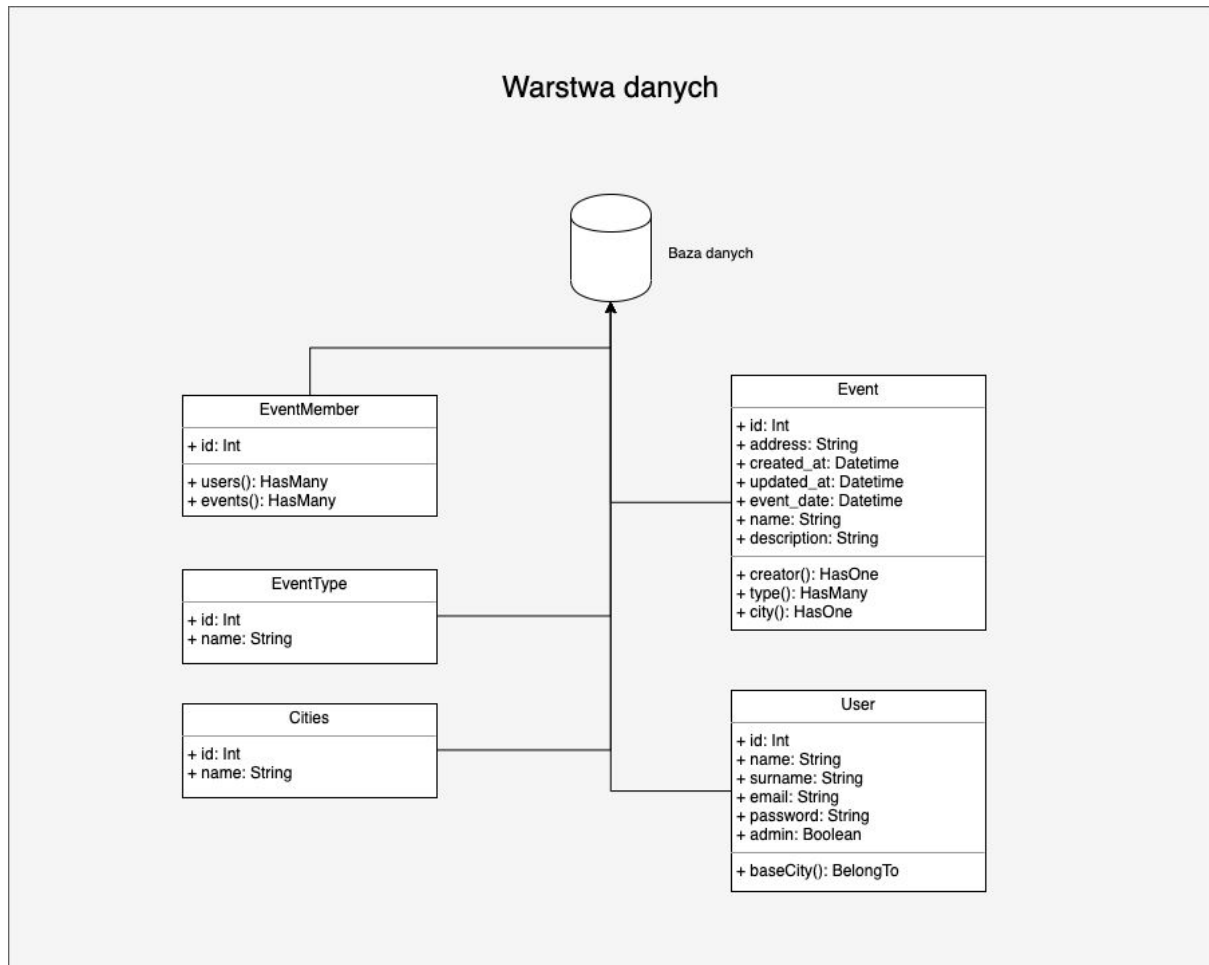 Warstwa danych
Baza danych
EventMember
+ id: Int
+ users(): HasMany
+ events(): HasMany
Event
+ id: Int
+ address: String
+ created_at: Datetime
+ updated_at: Datetime
+ event_date: Datetime
+ name: String
+ description: String
+ creator(): HasOne
+ type(): HasMany
+ city(): HasOne
EventType
+ id: Int
+ name: String
Cities
+ id: Int
+ name: String
User
+ id: Int
+ name: String
+ surname: String
+ email: String
+ password: String
+ admin: Boolean
+ baseCity(): BelongTo